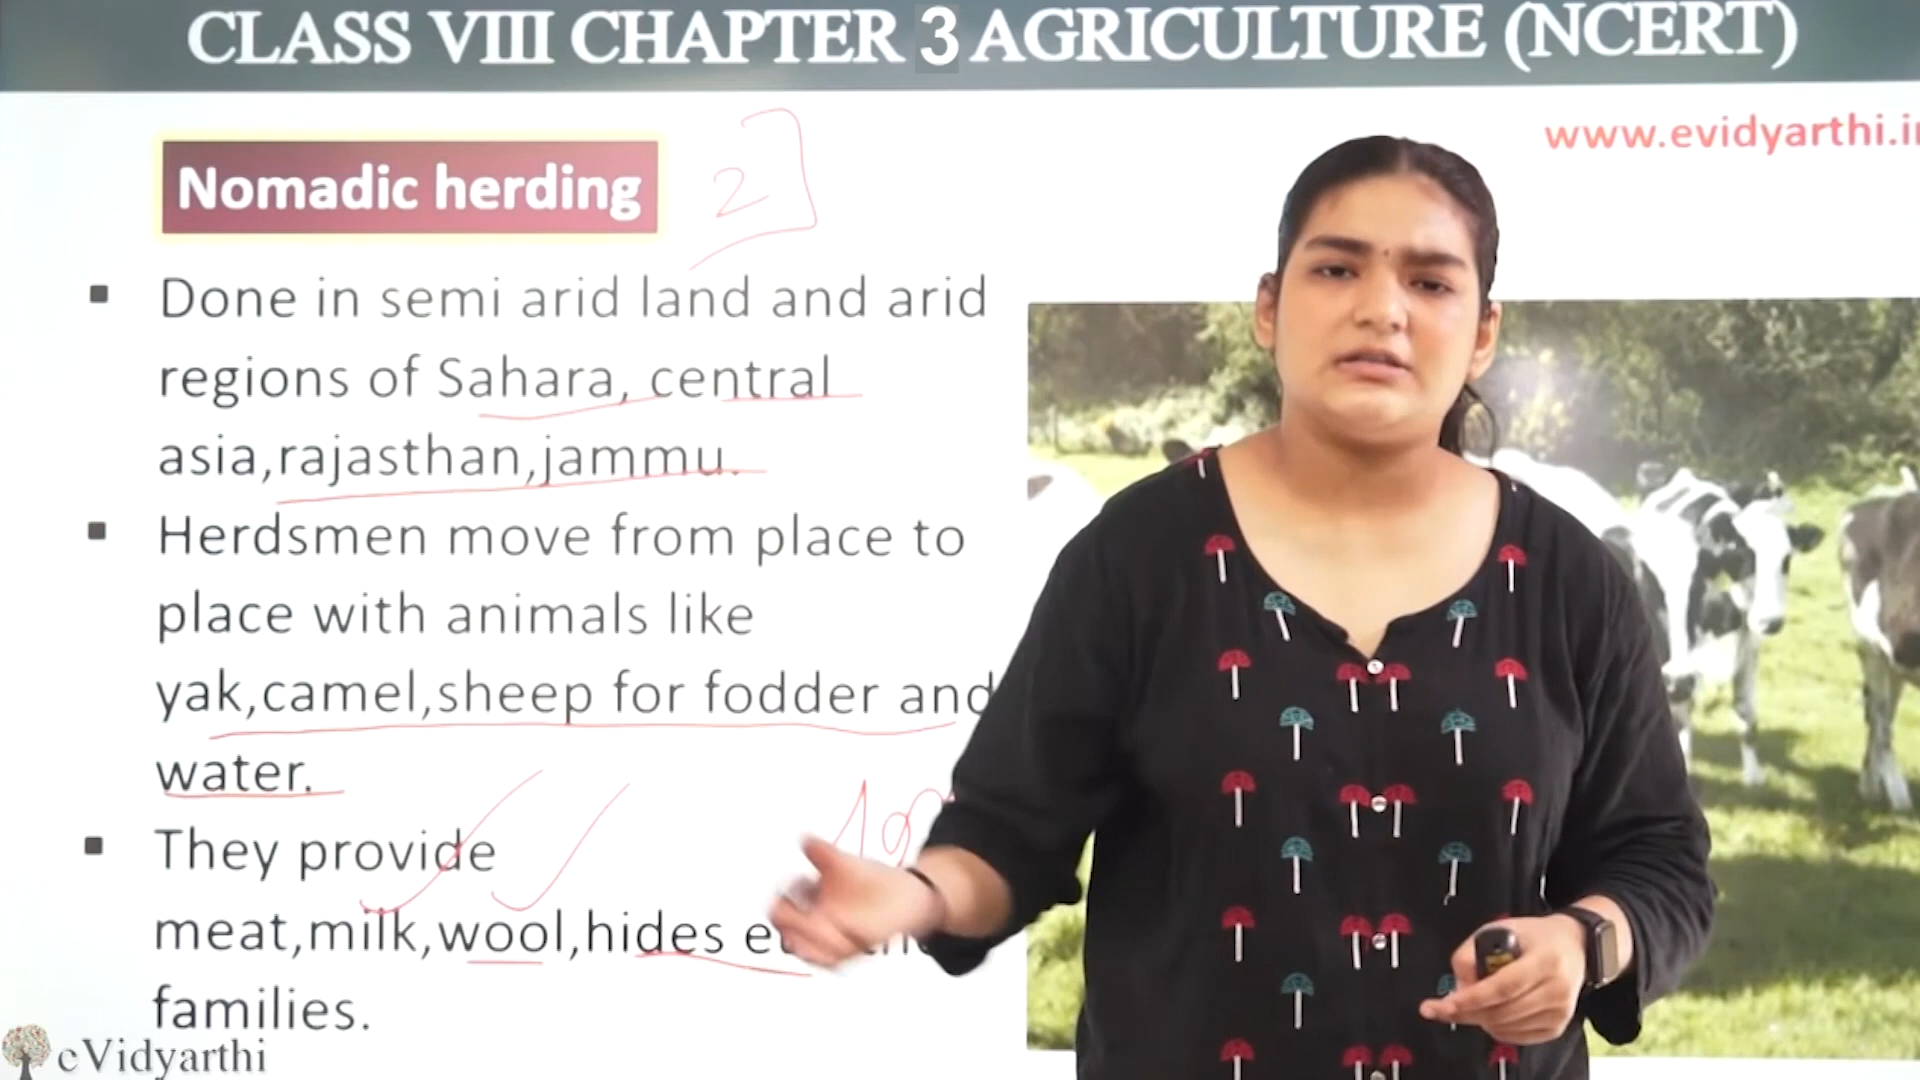 CLASS VIII CHAPTER 3 AGRICULTURE (NCERT)
www.evidyarthi.in
Nomadic herding
2
Done in semi arid land and arid
regions of Sahara, central
asia,rajasthan,jammu.
Herdsmen move from place to
place with animals like
yak,camel,sheep for fodder and
water.
They provide
meat,milk,wool,hides
families.
eVidyarthi